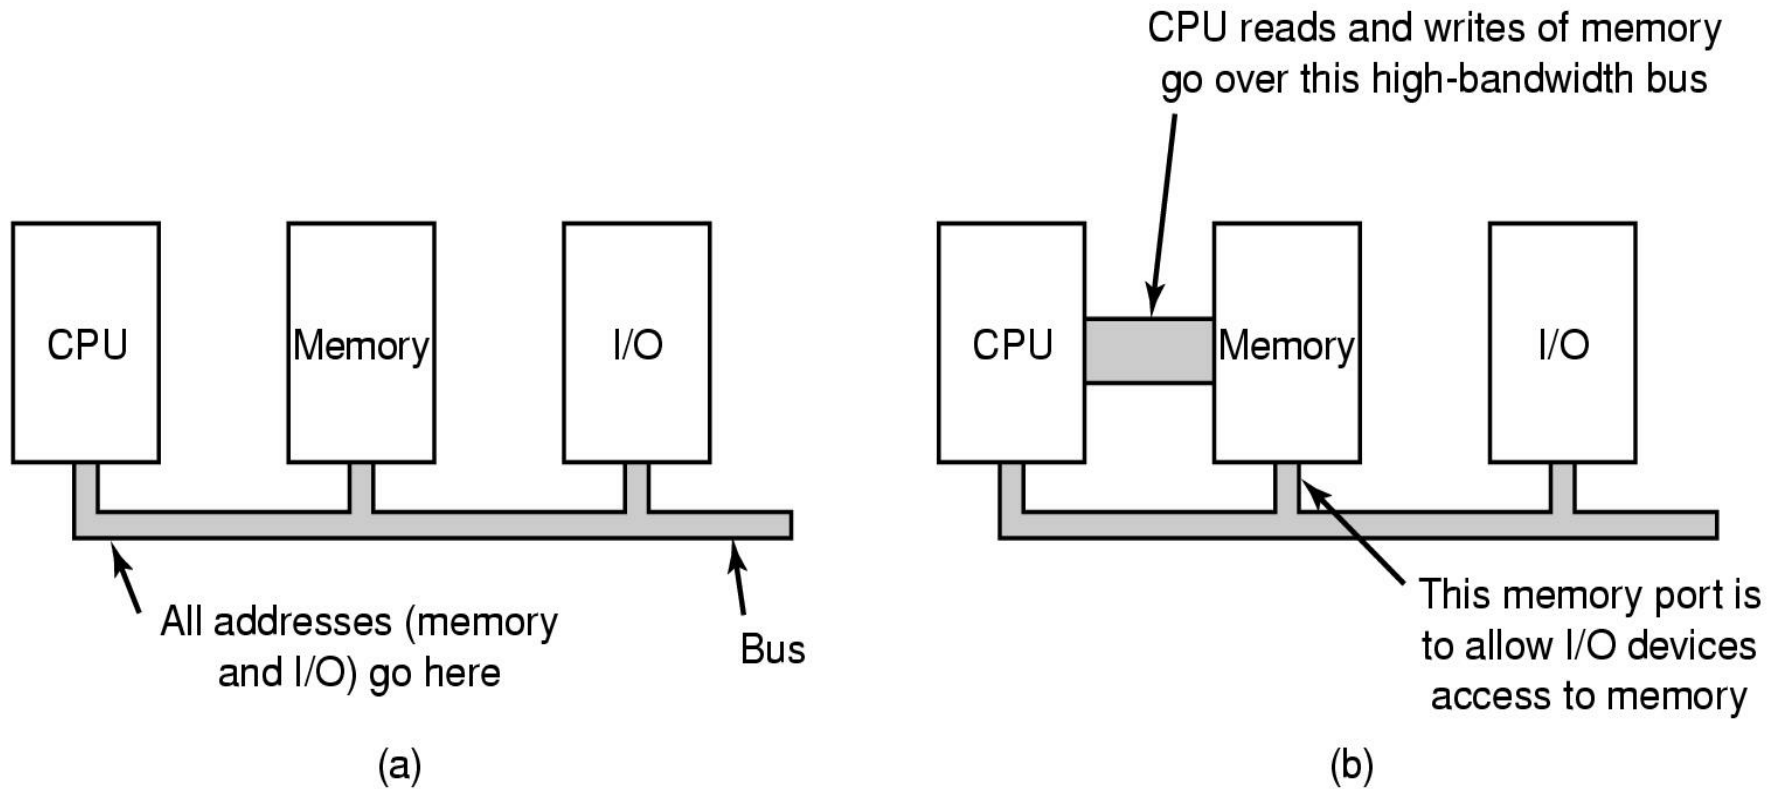 CPU reads and writes of memory
go over this high-bandwidth bus
CPU
Memory
I/O
CPU
Memory
I/O
All addresses (memory
and I/O) go here
Bus
This memory port is
to allow I/O devices
access to memory
(a)
(b)